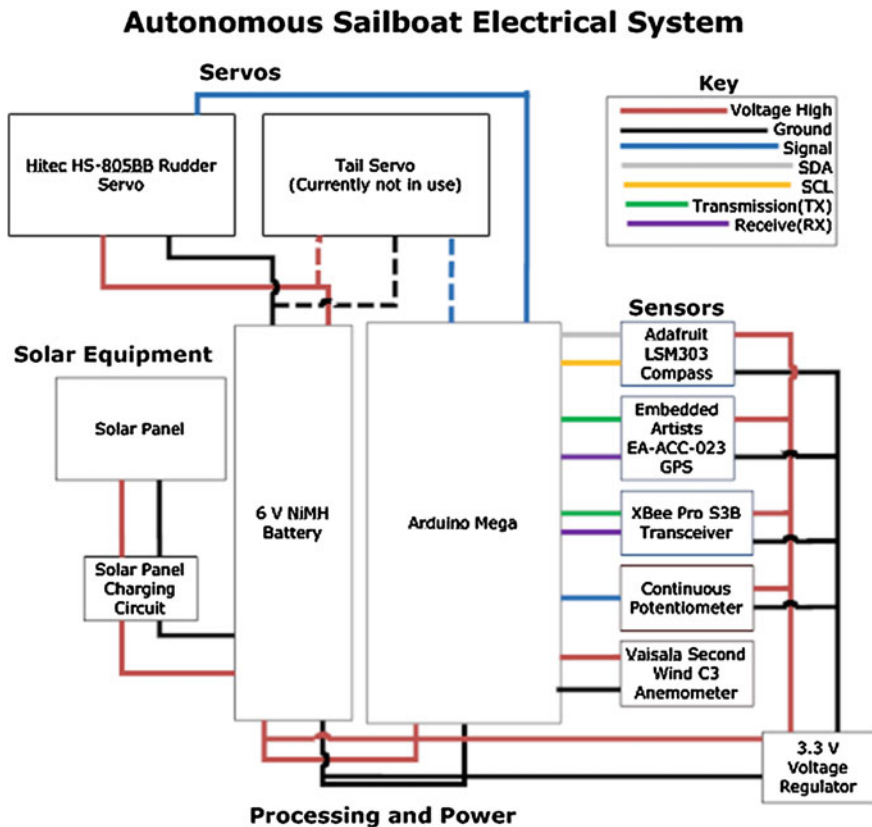 Autonomous Sailboat Electrical System
Servos
Hitec HS-805BB Rudder
Servo
Tail Servo
(Currently not in use)
Key
Voltage High
Ground
Signal
SDA
SCL
Transmission(TX)
Receive(RX)
Solar Equipment
Solar Panel
Solar Panel
Charging
Circuit
6 V NiMH
Battery
Arduino Mega
Sensors
Adafruit
LSM303
Compass
Embedded
Artists
EA-ACC-023
GPS
XBee Pro S3B
Transceiver
Continuous
Potentiometer
Vaisala Second
Wind C3
Anemometer
3.3 V
Voltage
Regulator
Processing and Power